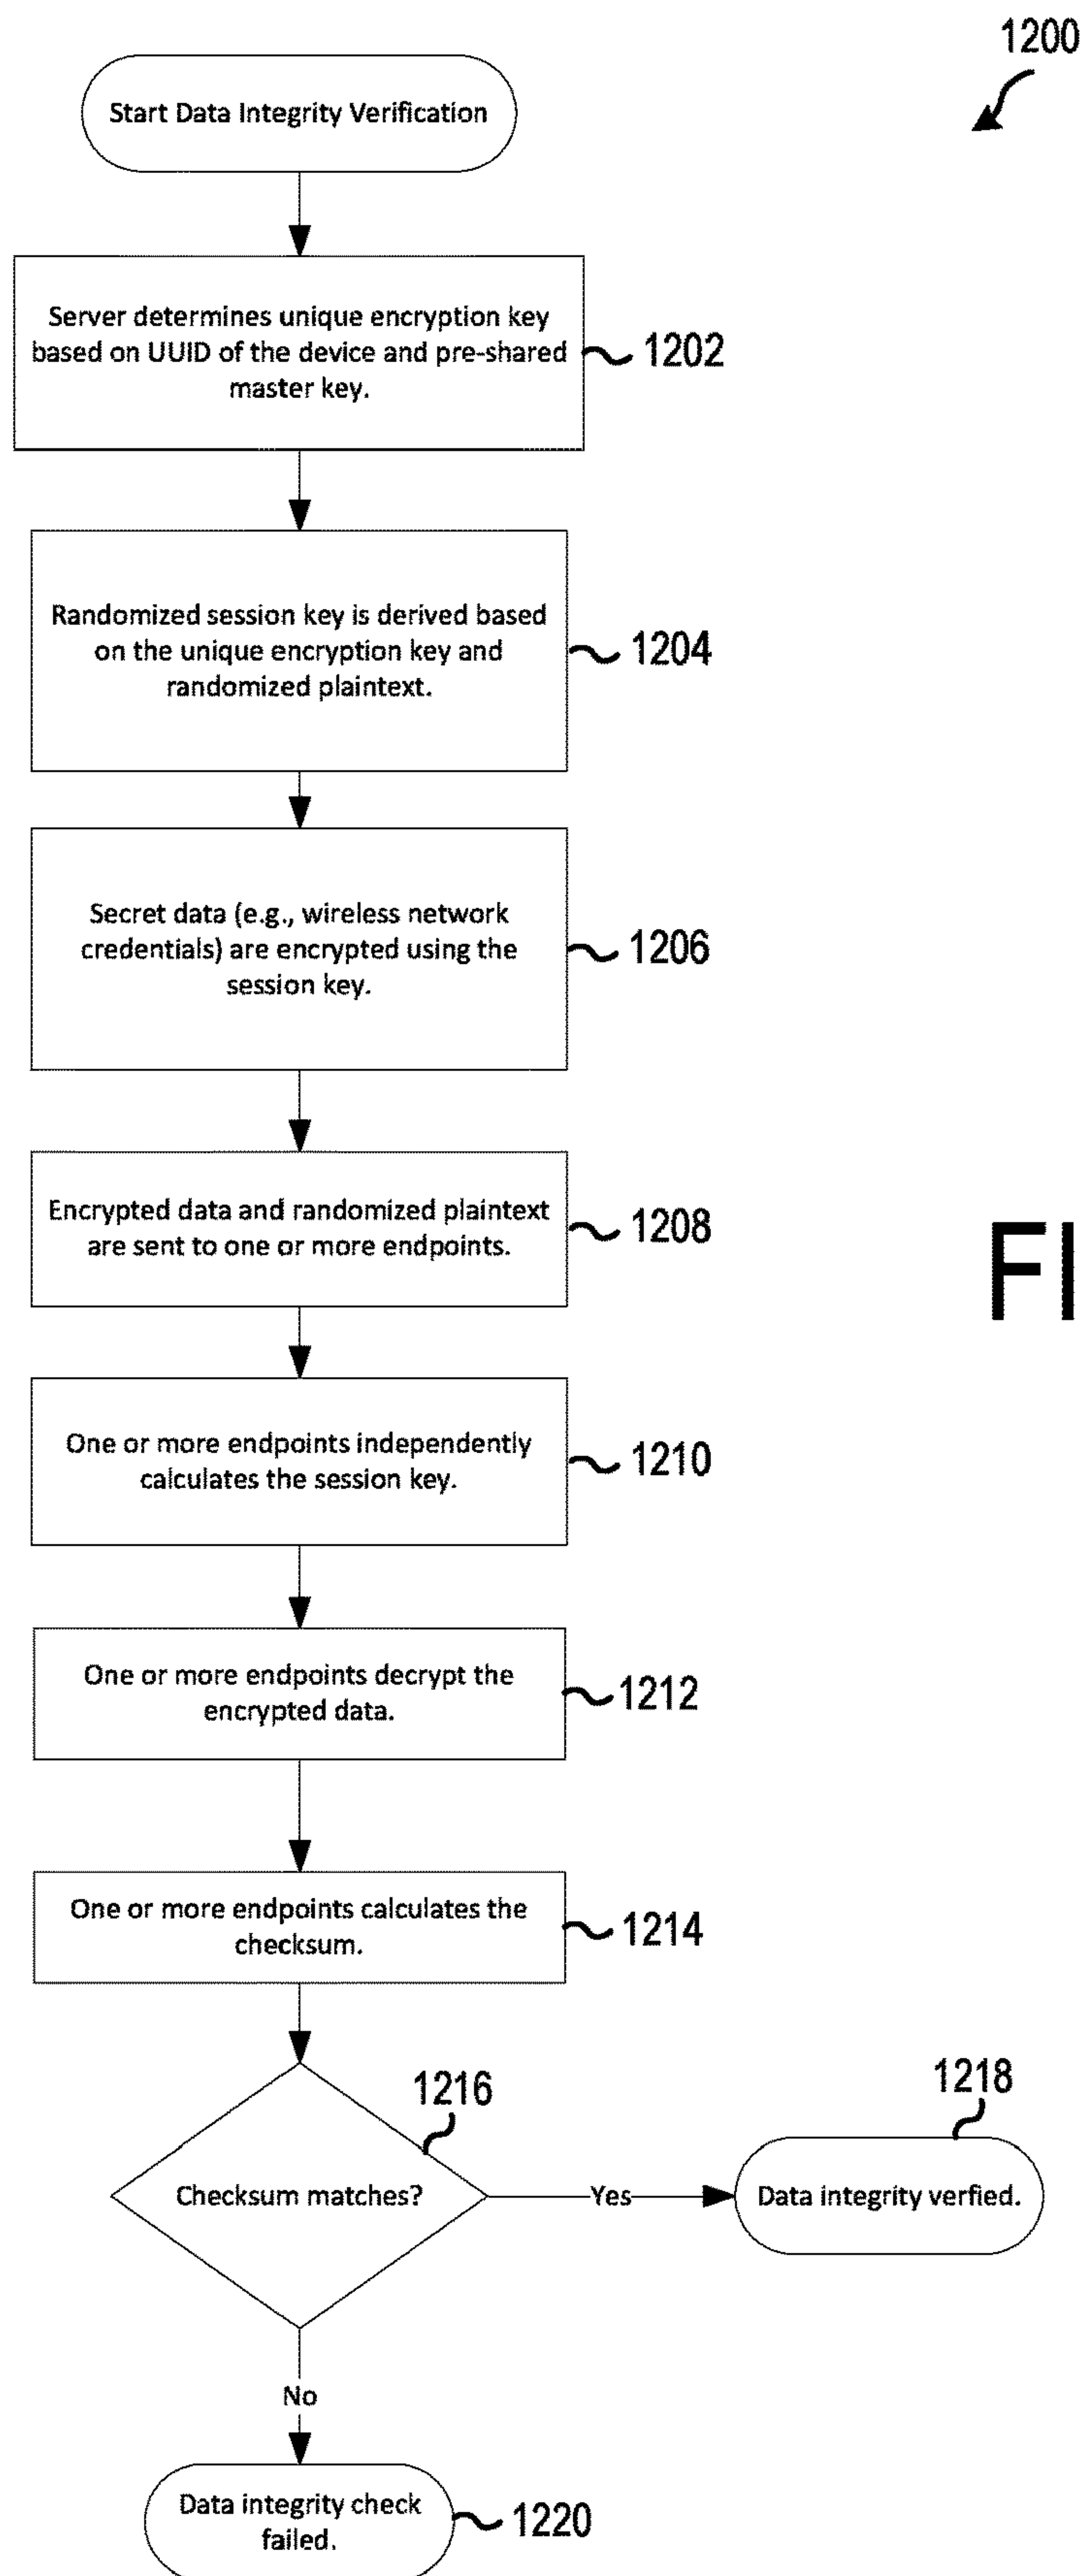 1200
Start Data Integrity Verification
Server determines unique encryption key
based on UUID of the device and pre-shared
master key.
1202
Randomized session key is derived based
on the unique encryption key and
randomized plaintext.
1204
Secret data (e.g., wireless network
credentials) are encrypted using the
session key.
1206
Encrypted data and randomized plaintext
are sent to one or more endpoints.
1208
FI
One or more endpoints independently
calculates the session key.
1210
One or more endpoints decrypt the
encrypted data.
1212
One or more endpoints calculates the
checksum.
1214
1216
1218
Checksum matches?
Yes
Data integrity verfied.
No
Data integrity check
failed.
1220